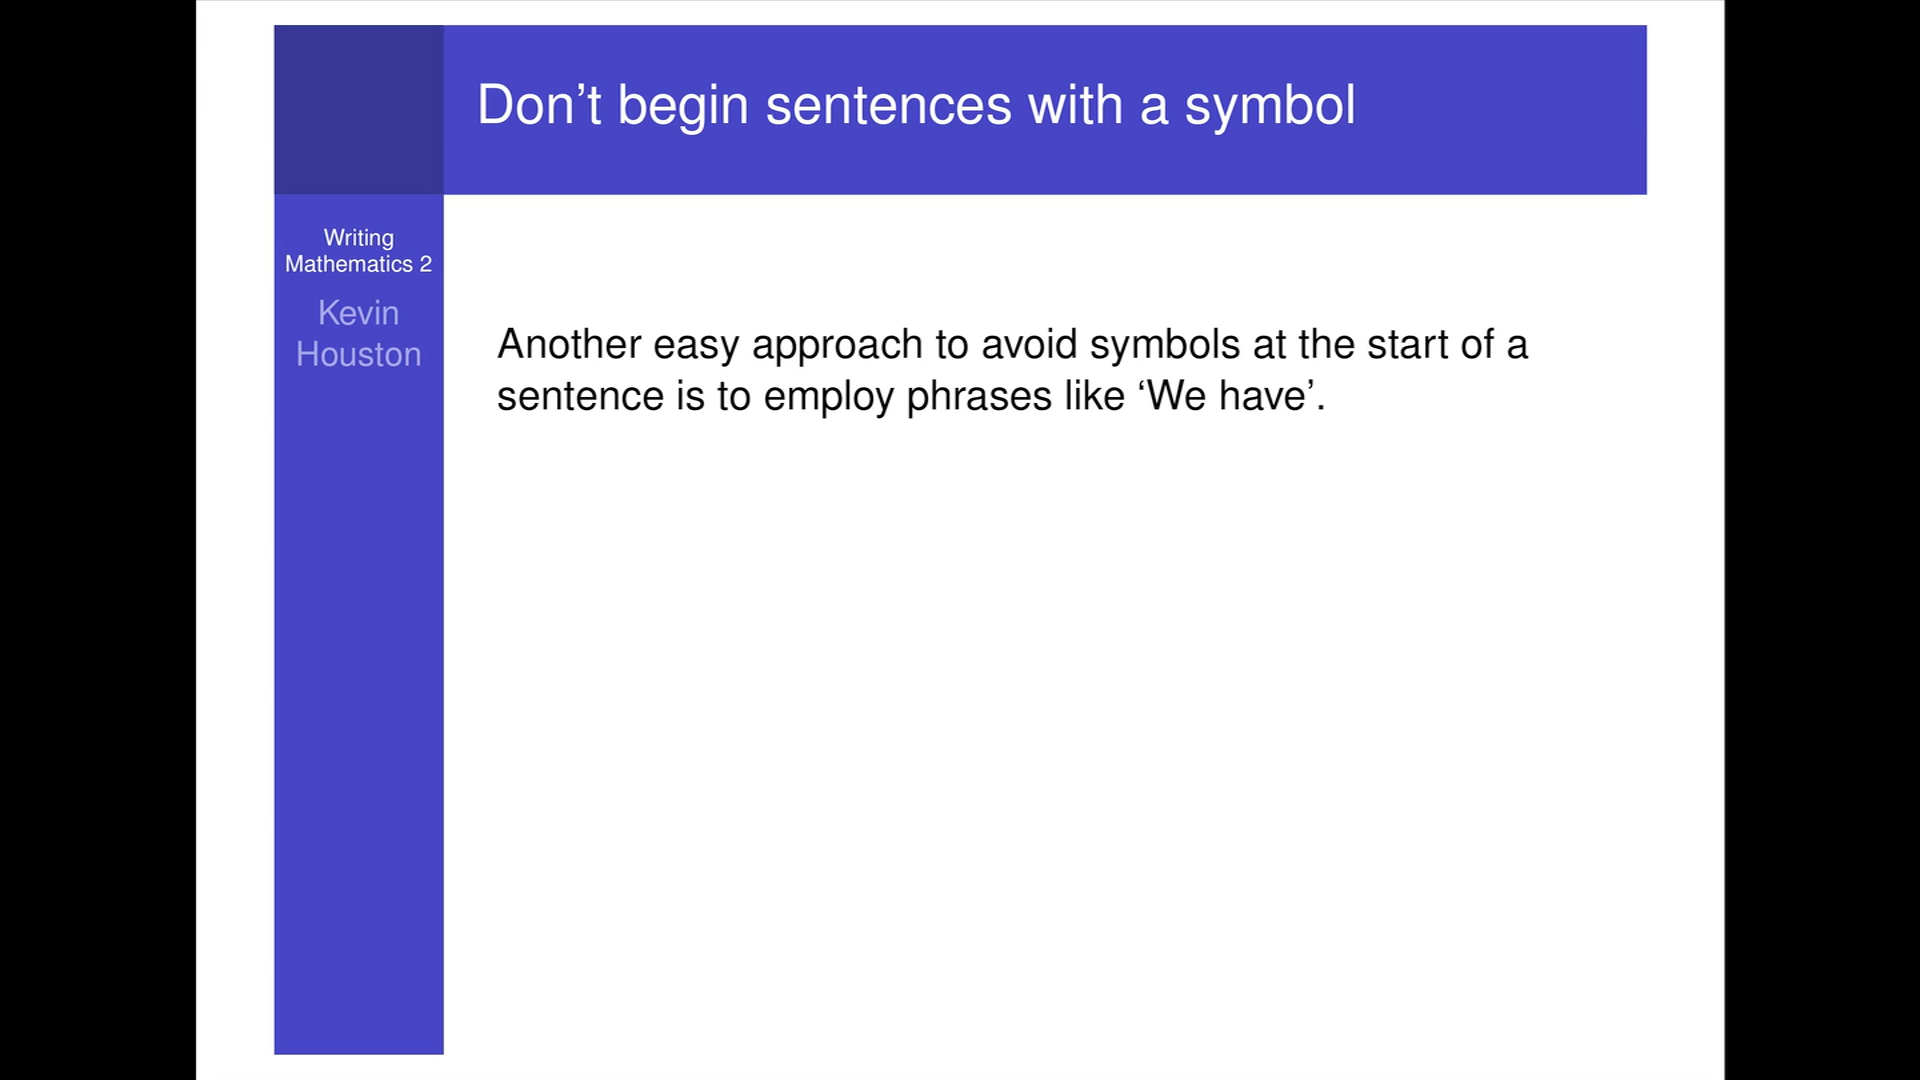 Don’t begin sentences with a symbol
Writing
Mathematics 2
Kevin
Houston
Another easy approach to avoid symbols at the start of a
sentence is to employ phrases like ‘We have’.